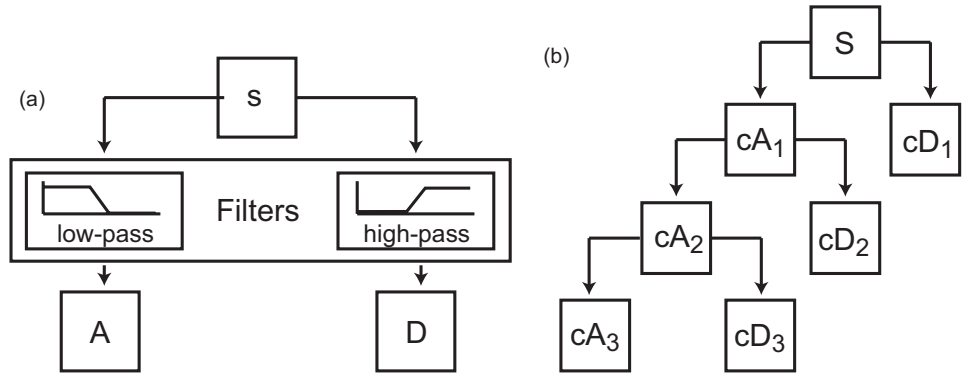 (a)
s
Filters
low-pass
high-pass
A
D
(b)
S
cA1
cD1
cA2
cD2
cA3
cD3